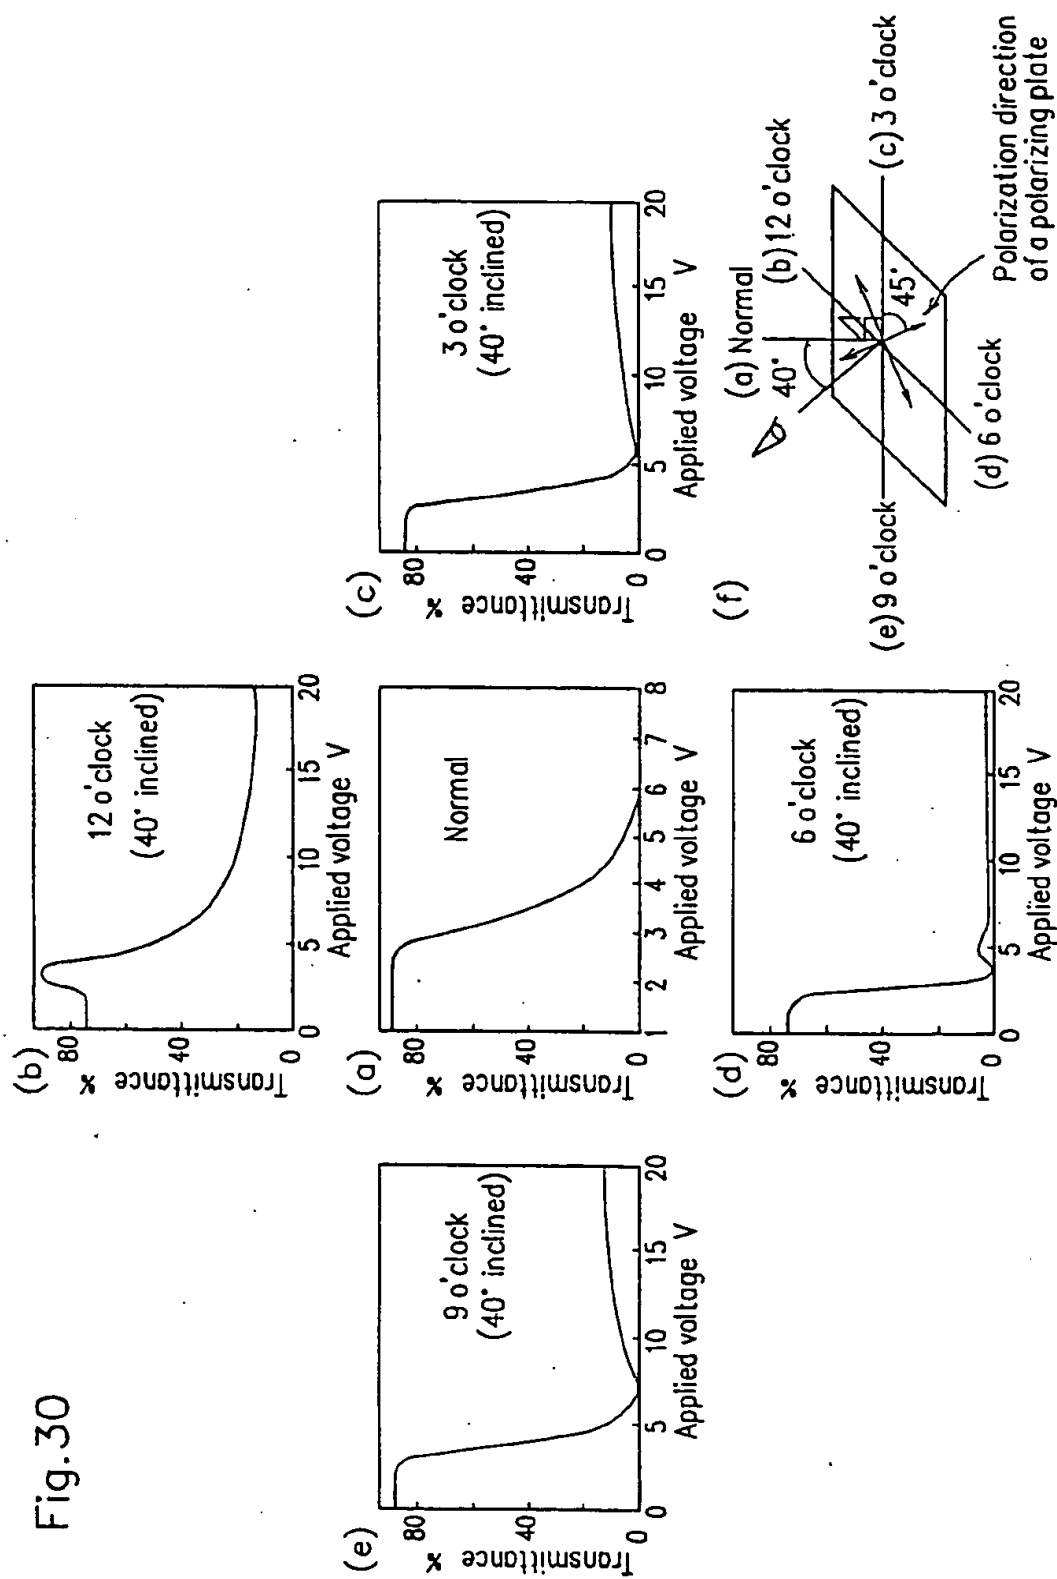 Fig.30
(b)
Transmittance %
80
40
0
12 o'clock
(40° inclined)
0 5 10 15 20
Applied voltage V
(e)
Transmittance %
80
40
0
9 o'clock
(40° inclined)
0 5 10 15 20
Applied voltage V
(a)
Transmittance %
80
40
0
Normal
1 2 3 4 5 6 7 8
Applied voltage V
(c)
Transmittance %
80
40
0
3 o'clock
(40° inclined)
0 5 10 15 20
Applied voltage V
(d)
Transmittance %
80
40
0
6 o'clock
(40° inclined)
0 5 10 15 20
Applied voltage V
(f)
(a) Normal
40°
(b) 12 o'clock
(e) 9 o'clock
(c) 3 o'clock
45°
(d) 6 o'clock
Polarization direction
of a polarizing plate